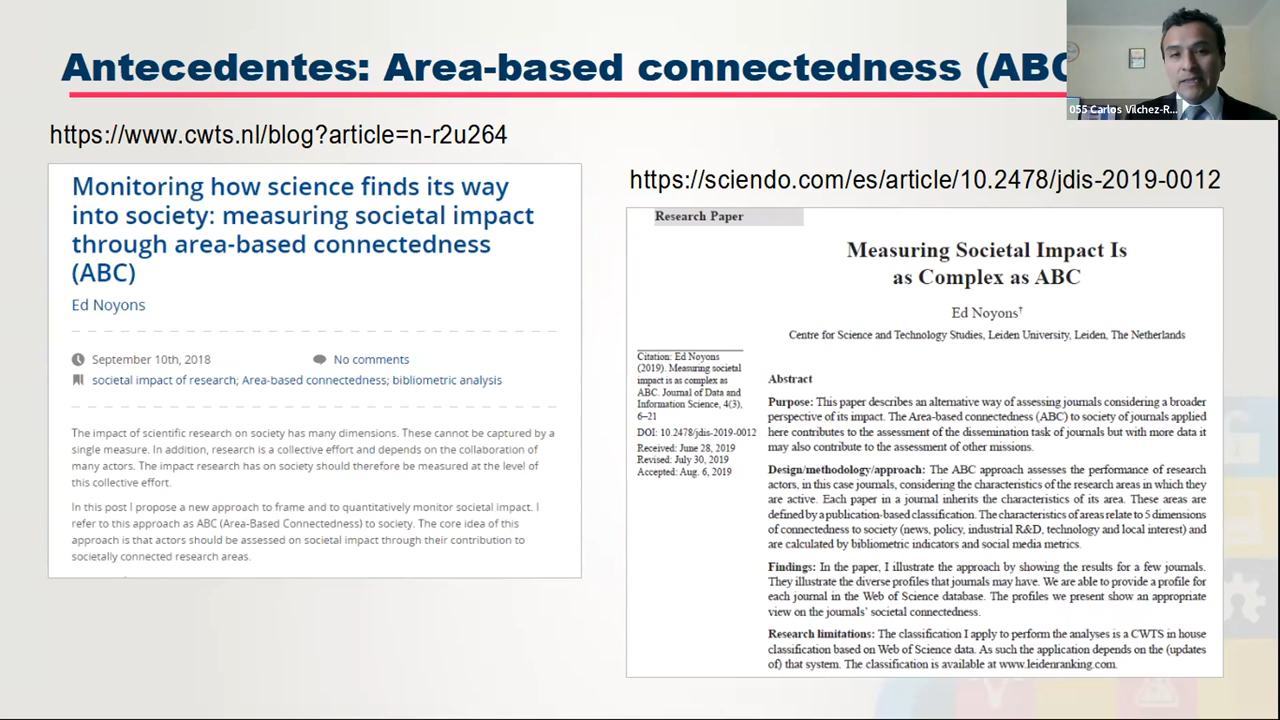 Antecedentes: Area-based connectedness (ABC
055 Carlos Vilchez-R...
https://www.cwts.nl/blog?article=n-r2u264
Monitoring how science finds its way
into society: measuring societal impact
through area-based connectedness
(ABC)
Ed Noyons
September 10th, 2018
No comments
societal impact of research; Area-based connectedness; bibliometric analysis
The impact of scientific research on society has many dimensions. These cannot be captured by a
single measure. In addition, research is a collective effort and depends on the collaboration of
many actors. The impact research has on society should therefore be measured at the level of
this collective effort.
In this post I propose a new approach to frame and to quantitatively monitor societal impact. I
refer to this approach as ABC (Area-Based Connectedness) to society. The core idea of this
approach is that actors should be assessed on societal impact through their contribution to
societally connected research areas.
https://sciendo.com/es/article/10.2478/jdis-2019-0012
Research Paper
Measuring Societal Impact Is
as Complex as ABC
Ed Noyons†
Centre for Science and Technology Studies, Leiden University, Leiden, The Netherlands
Citation: Ed Noyons
(2019). Measuring societal
impact is as complex as
ABC. Journal of Data and
Information Science, 4(3),
6–21
DOI: 10.2478/jdis-2019-0012
Received: June 28, 2019
Revised: July 30, 2019
Accepted: Aug. 6, 2019
Abstract
Purpose: This paper describes an alternative way of assessing journals considering a broader
perspective of its impact. The Area-based connectedness (ABC) to society of journals applied
here contributes to the assessment of the dissemination task of journals but with more data it
may also contribute to the assessment of other missions.
Design/methodology/approach: The ABC approach assesses the performance of research
actors, in this case journals, considering the characteristics of the research areas in which they
are active. Each paper in a journal inherits the characteristics of its area. These areas are
defined by a publication-based classification. The characteristics of areas relate to 5 dimensions
of connectedness to society (news, policy, industrial R&D, technology and local interest) and
are calculated by bibliometric indicators and social media metrics.
Findings: In the paper, I illustrate the approach by showing the results for a few journals.
They illustrate the diverse profiles that journals may have. We are able to provide a profile for
each journal in the Web of Science database. The profiles we present show an appropriate
view on the journals' societal connectedness.
Research limitations: The classification I apply to perform the analyses is a CWTS in house
classification based on Web of Science data. As such the application depends on the (updates
of) that system. The classification is available at www.leidenranking.com.